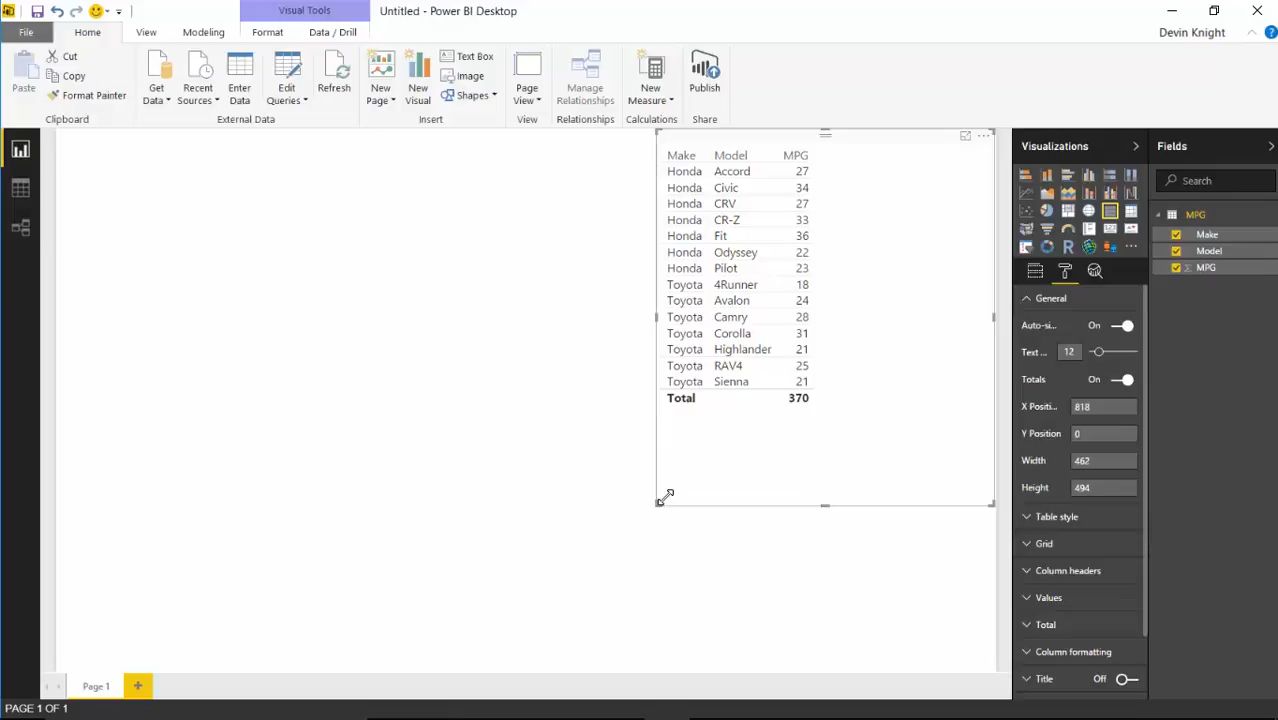 Visual Tools
Untitled - Power BI Desktop
File
Home
View
Modeling
Format
Data / Drill
Devin Knight
?
Paste
Cut
Copy
Format Painter
Clipboard
Get Data
Recent Sources
Enter Data
Edit Queries
Refresh
External Data
New Page
New Visual
Text Box
Image
Shapes
Insert
Page View
View
Manage Relationships
Relationships
New Measure
Calculations
Publish
Share
Make Model MPG
Honda Accord 27
Honda Civic 34
Honda CRV 27
Honda CR-Z 33
Honda Fit 36
Honda Odyssey 22
Honda Pilot 23
Toyota 4Runner 18
Toyota Avalon 24
Toyota Camry 28
Toyota Corolla 31
Toyota Highlander 21
Toyota RAV4 25
Toyota Sienna 21
Total 370
Visualizations
R
General
Auto-si... On
Text ... 12
Totals On
X Positi... 818
Y Position 0
Width 462
Height 494
Table style
Grid
Column headers
Values
Total
Column formatting
Title Off
Fields
Search
MPG
Make
Model
Σ MPG
Page 1
PAGE 1 OF 1